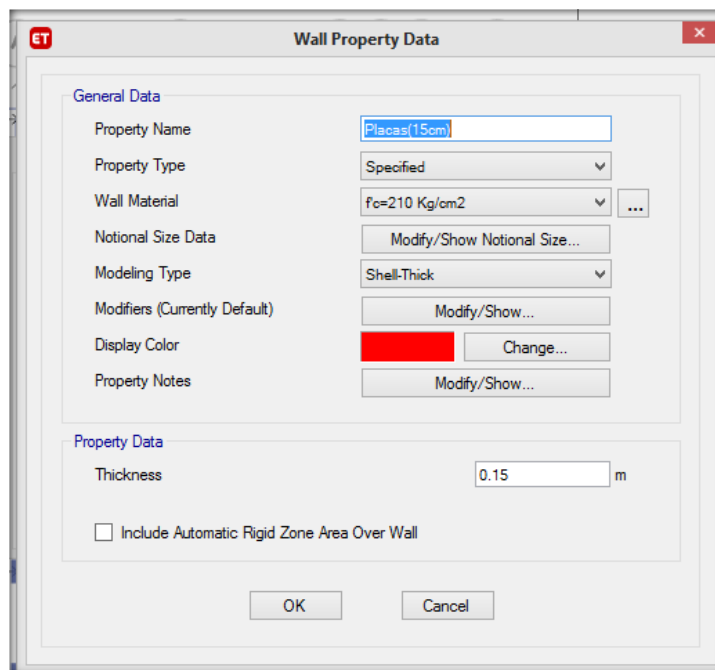 ET Wall Property Data
General Data
Property Name Placas(15cm)
Property Type Specified
Wall Material f'c=210 Kg/cm2 ...
Notional Size Data Modify/Show Notional Size...
Modeling Type Shell-Thick
Modifiers (Currently Default) Modify/Show...
Display Color Change...
Property Notes Modify/Show...
Property Data
Thickness 0.15 m
Include Automatic Rigid Zone Area Over Wall
OK Cancel